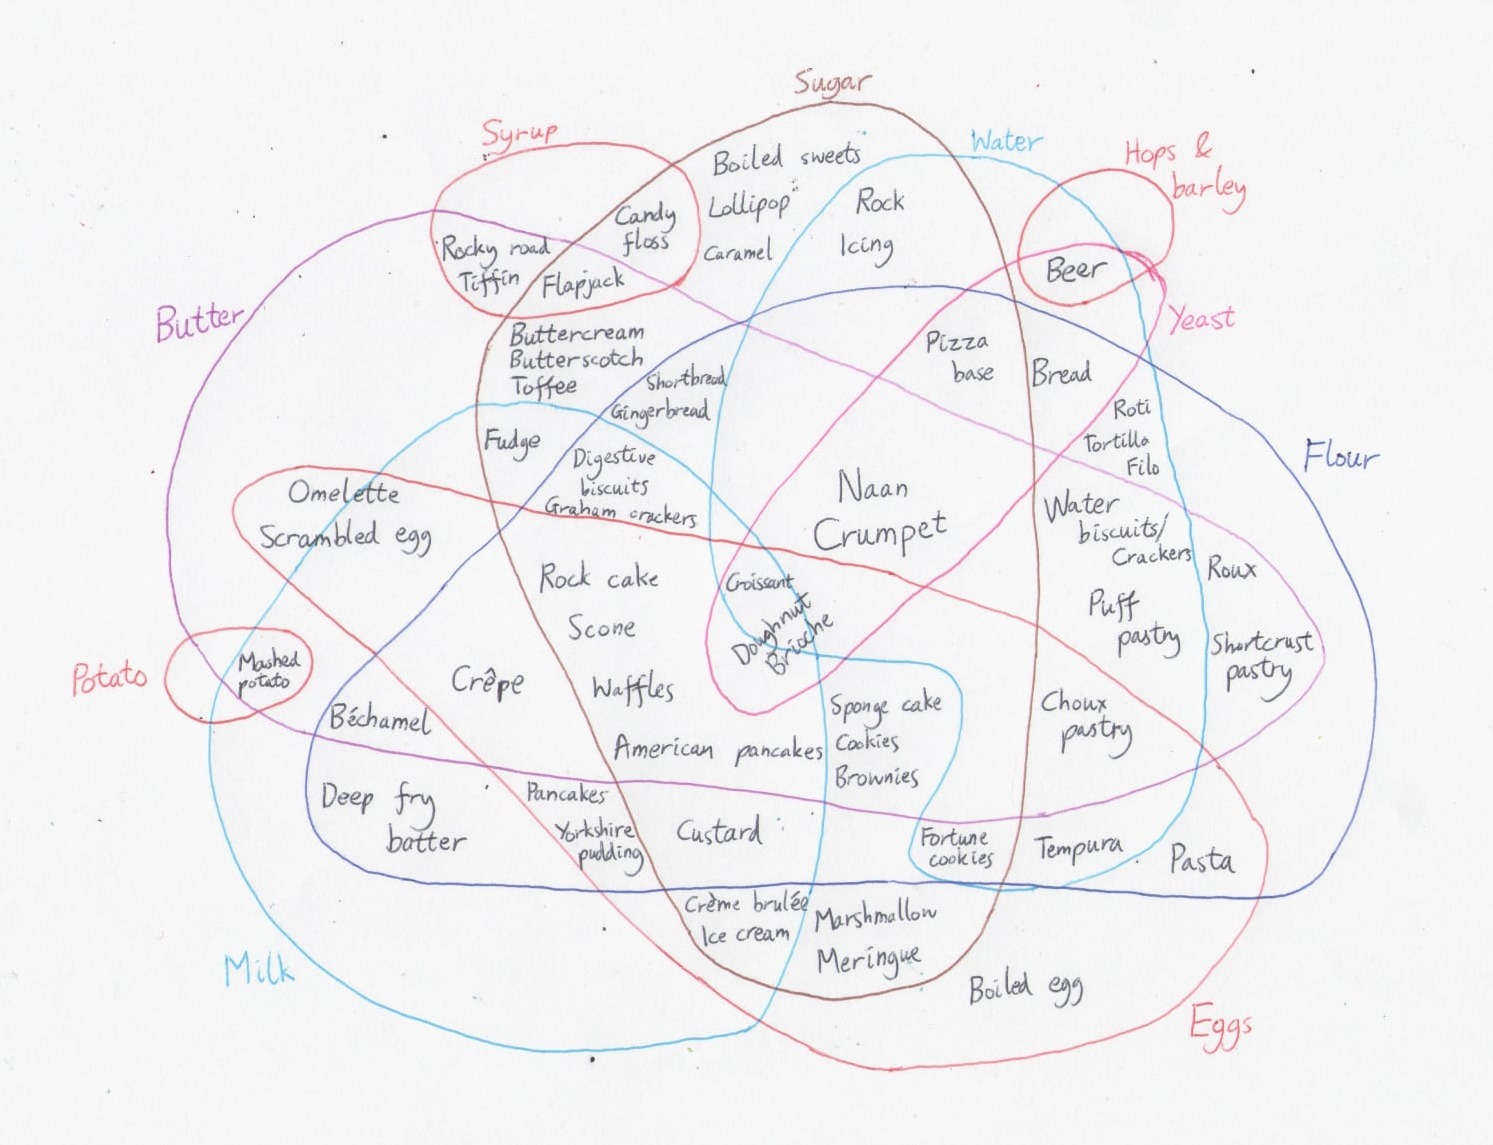 Sugar
Syrup
Water
Hops &
barley
Boiled sweets
Lollipop
Caramel
Rock
Icing
Candy
floss
Rocky road
Tiffin
Flapjack
Beer
Butter
Yeast
Buttercream
Butterscotch
Toffee
Shortbread
Gingerbread
Pizza
base
Bread
Roti
Tortilla
Filo
Flour
Fudge
Digestive
biscuits
Graham crackers
Omelette
Scrambled egg
Naan
Crumpet
Water
biscuits/
Crackers
Roux
Rock cake
Scone
Croissant
Doughnut
Brioche
Puff
pastry
Shortcrust
pastry
Potato
Mashed
potato
Crêpe
Waffles
Béchamel
American pancakes
Sponge cake
Cookies
Brownies
Choux
pastry
Deep fry
batter
Pancakes
Yorkshire
pudding
Custard
Fortune
cookies
Tempura
Pasta
Crème brulée
Ice cream
Marshmallow
Meringue
Boiled egg
Milk
Eggs